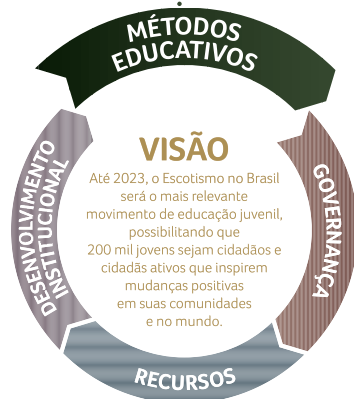 MÉTODOS
EDUCATIVOS
VISÃO
Até 2023, o Escotismo no Brasil
será o mais relevante
movimento de educação juvenil,
possibilitando que
200 mil jovens sejam cidadãos e
cidadãs ativos que inspirem
mudanças positivas
em suas comunidades
e no mundo.
GOVERNANÇA
RECURSOS
DESENVOLVIMENTO
INSTITUCIONAL